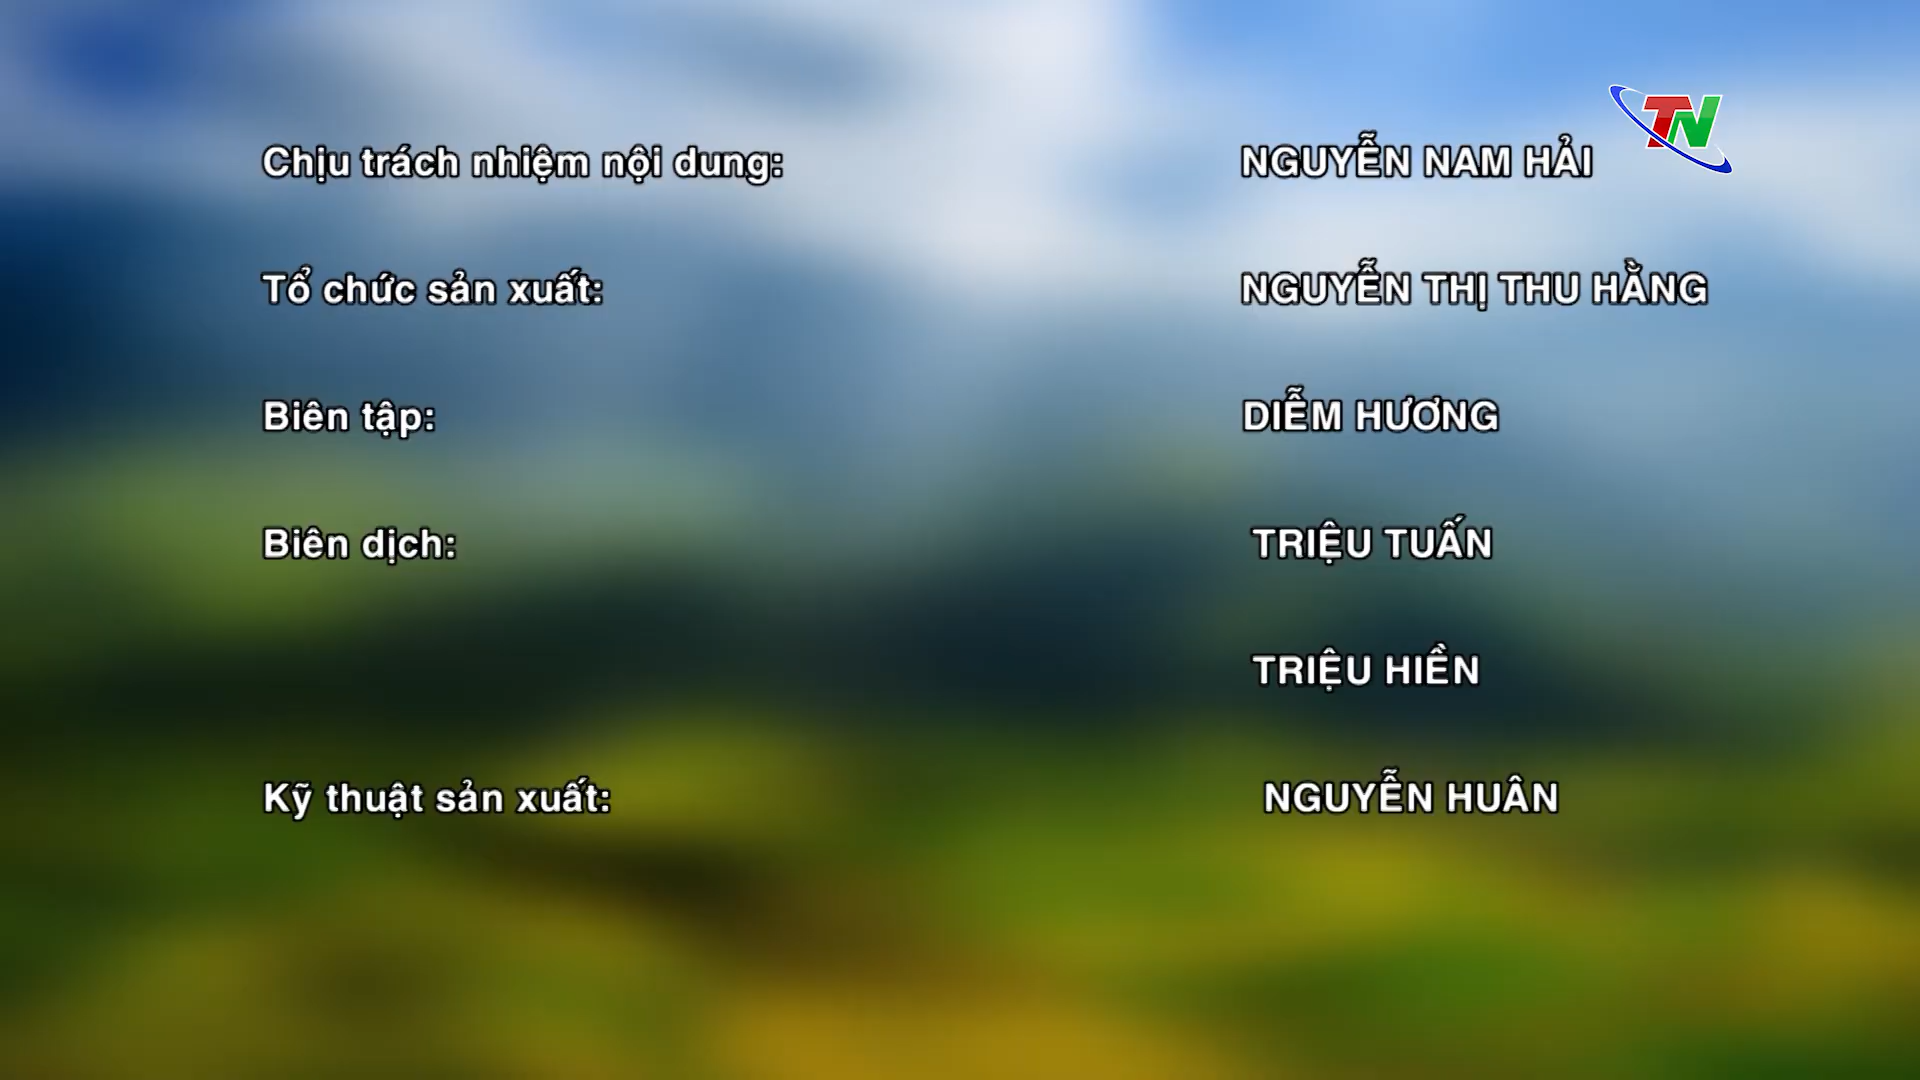 TN
Chịu trách nhiệm nội dung: NGUYỄN NAM HẢI
Tổ chức sản xuất: NGUYỄN THỊ THU HẰNG
Biên tập: DIỄM HƯƠNG
Biên dịch: TRIỆU TUẤN
TRIỆU HIỀN
Kỹ thuật sản xuất: NGUYỄN HUÂN